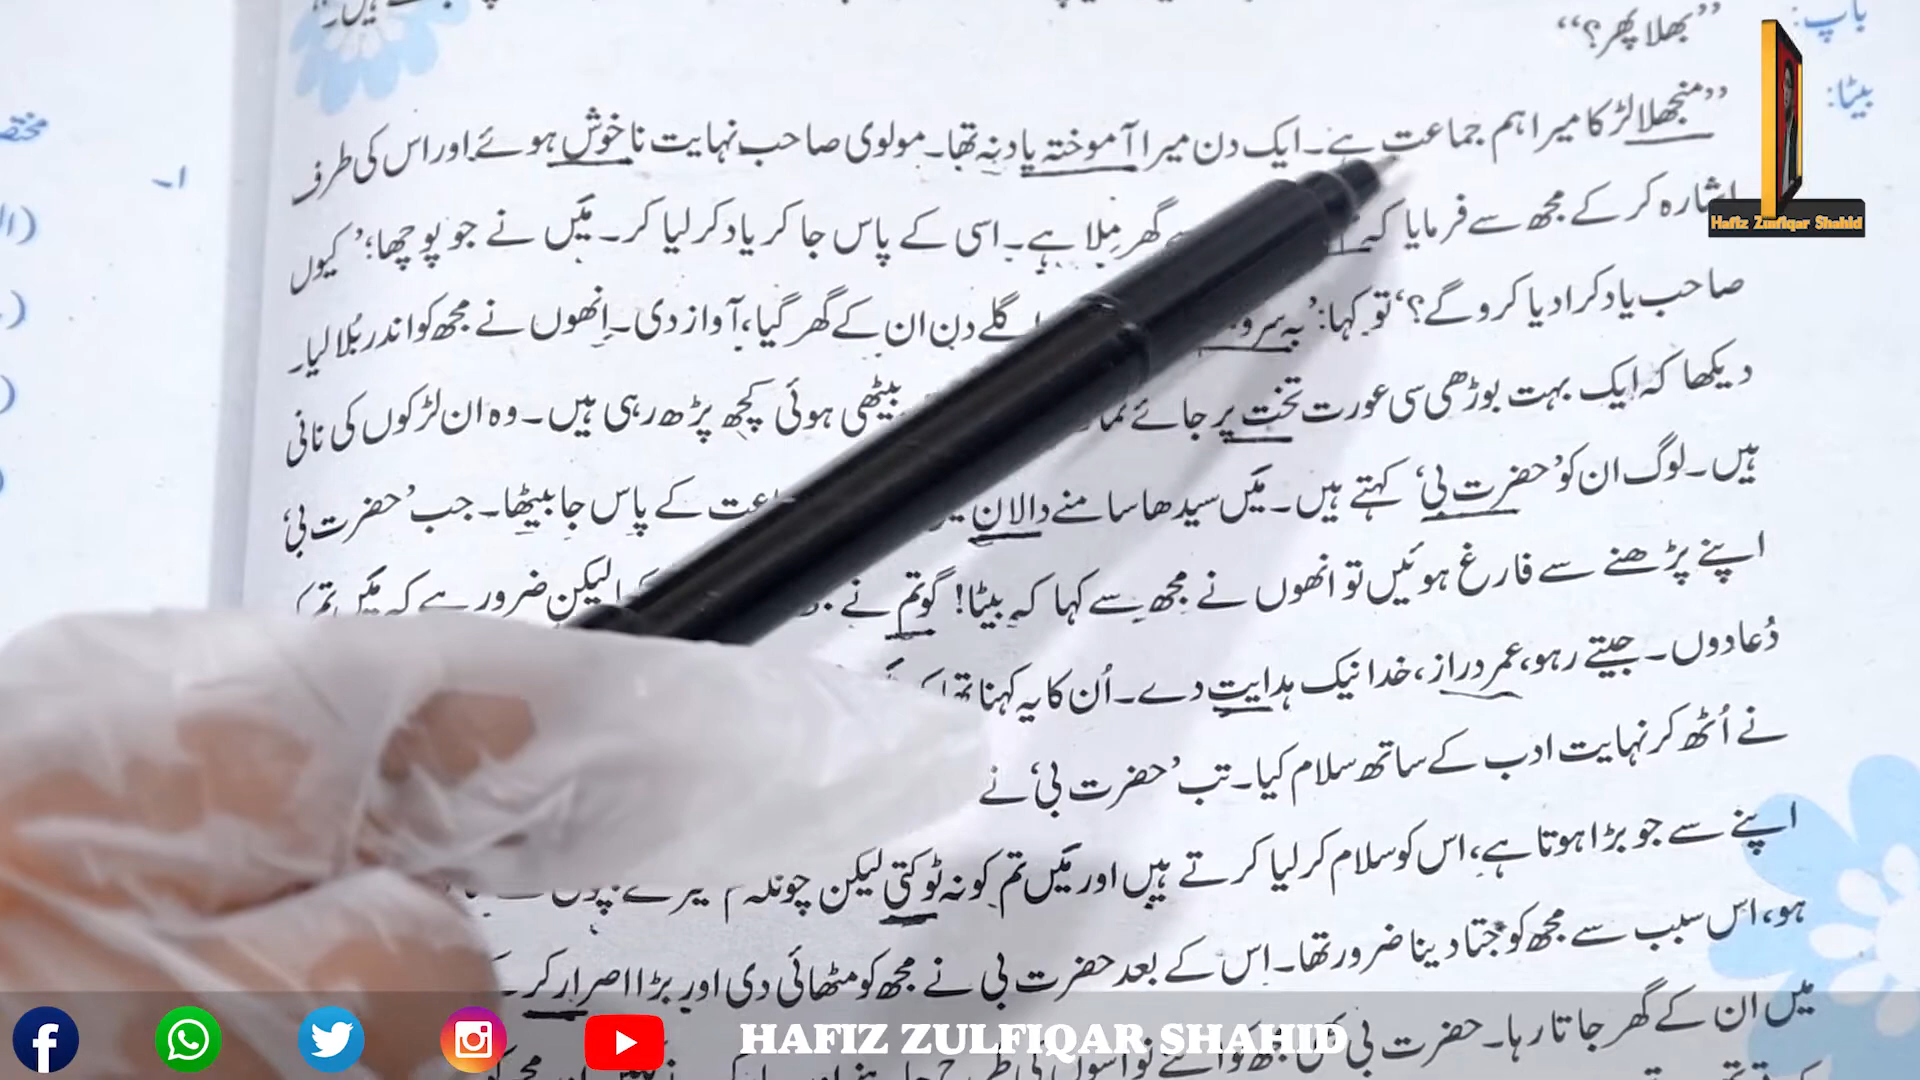 باپ: ”بھلا پھر؟“
بیٹا: ”منجھلا لڑکا میرا ہم جماعت ہے۔ ایک دن میرا آموختہ یاد نہ تھا۔ مولوی صاحب نہایت ناخوش ہوئے اور اس کی طرف
اشارہ کر کے مجھ سے فرمایا کہ گھر مِلا ہے۔ اسی کے پاس جا کر یاد کر لیا کر۔ مَیں نے جو پوچھا: ’کیوں
صاحب یاد کرا دیا کرو گے؟‘ تو کہا: ’بہ سرو اگلے دن ان کے گھر گیا، آواز دی۔ انھوں نے مجھ کو اندر بُلا لیا۔
دیکھا کہ ایک بہت بوڑھی سی عورت تخت پر جائے بیٹھی ہوئی کچھ پڑھ رہی ہیں۔ وہ ان لڑکوں کی نانی
ہیں۔ لوگ ان کو ’حضرت بی‘ کہتے ہیں۔ مَیں سیدھا سامنے دالان کے پاس جا بیٹھا۔ جب ’حضرت بی‘
اپنے پڑھنے سے فارغ ہوئیں تو انھوں نے مجھ سے کہا کہ بیٹا! گو تم نے لیکن ضرور ہے کہ مَیں تم کو
دُعا دوں۔ جیتے رہو، عمر دراز، خدا نیک ہدایت دے۔ اُن کا یہ کہنا تھا کہ
نے اُٹھ کر نہایت ادب کے ساتھ سلام کیا۔ تب ’حضرت بی‘ نے
اپنے سے جو بڑا ہوتا ہے، اس کو سلام کر لیا کرتے ہیں اور مَیں تم کو نہ ٹوکتی لیکن چونکہ تم میرے بچوں
ہو، اس سبب سے مجھ کو جتا دینا ضرور تھا۔ اس کے بعد حضرت بی نے مجھ کو مٹھائی دی اور بڑا اصرار کر
میں ان کے گھر جاتا رہا۔ حضرت بی
۱۔
Hafiz Zulfiqar Shahid
HAFIZ ZULFIQAR SHAHID